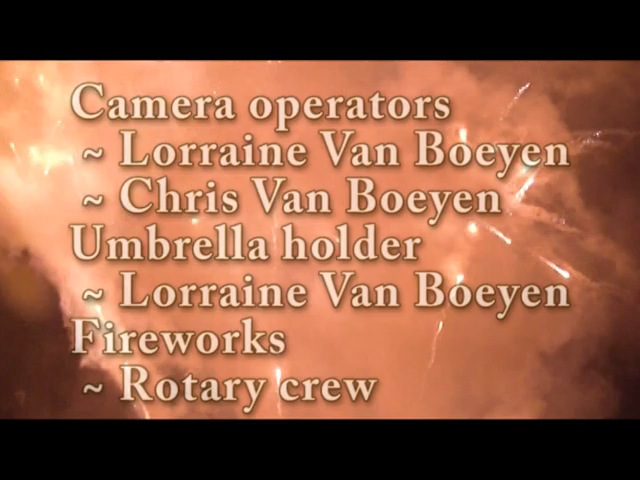 Camera operators
~ Lorraine Van Boeyen
~ Chris Van Boeyen
Umbrella holder
~ Lorraine Van Boeyen
Fireworks
~ Rotary crew